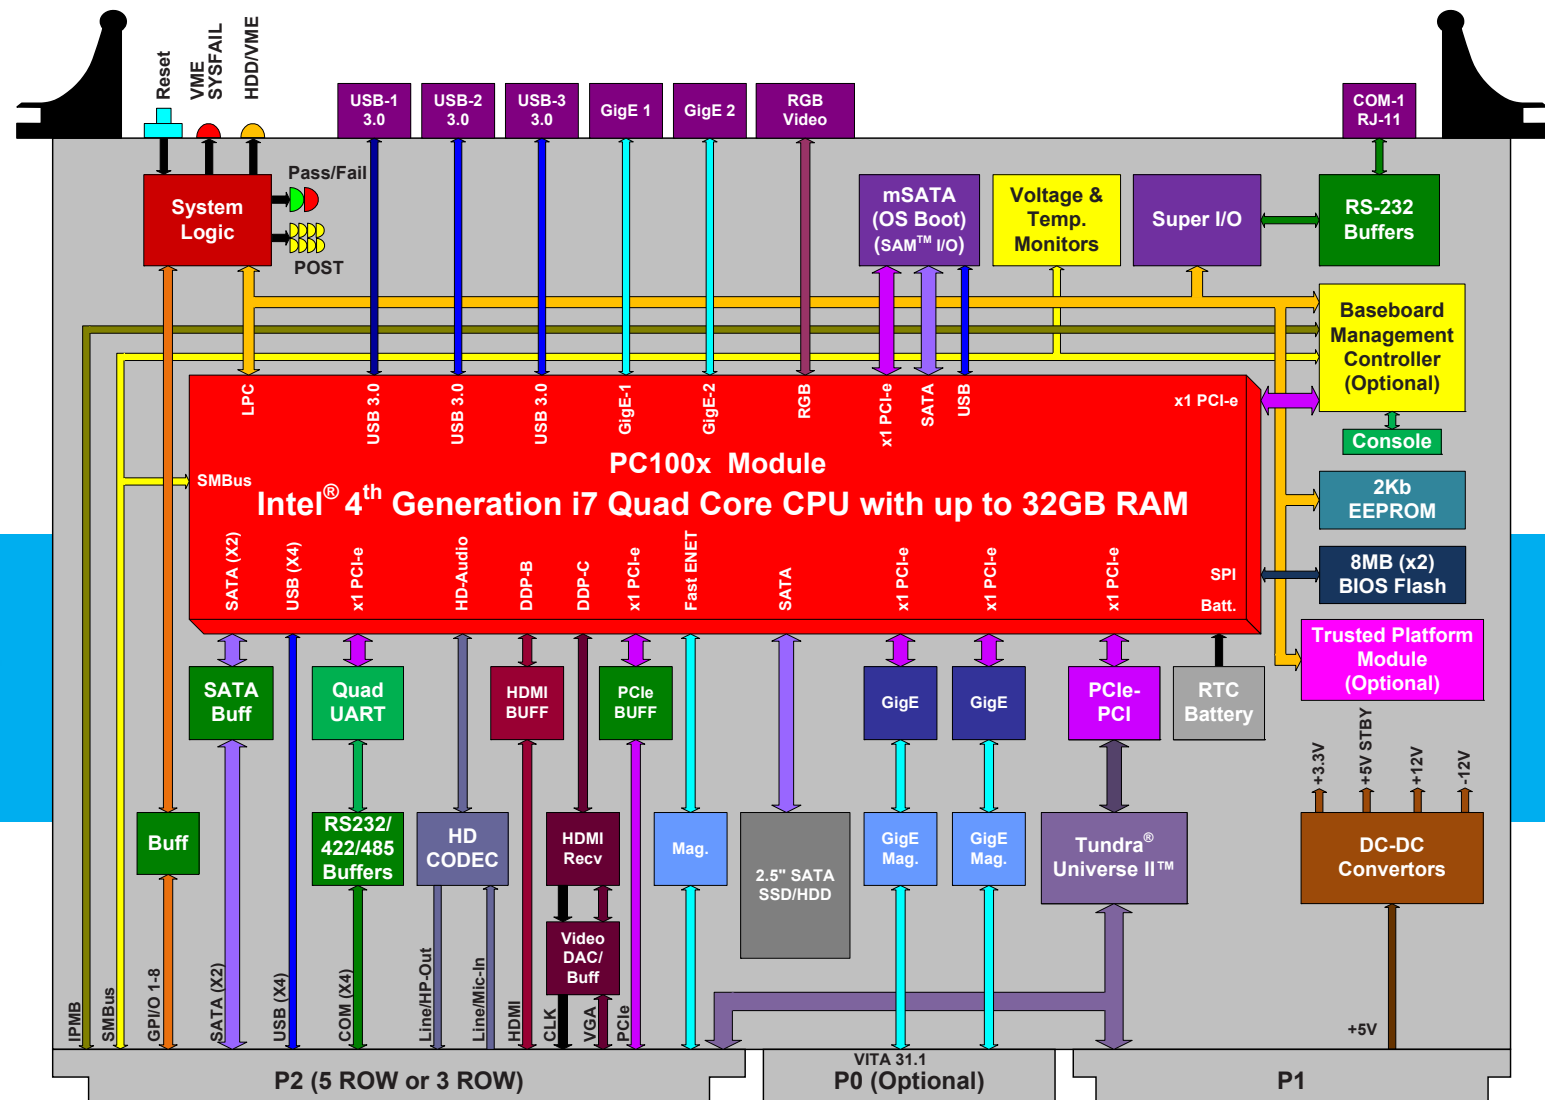 Reset
VME
SYSFAIL
HDD/VME
USB-1
3.0
USB-2
3.0
USB-3
3.0
GigE 1
GigE 2
RGB
Video
COM-1
RJ-11
System
Logic
Pass/Fail
POST
mSATA
(OS Boot)
(SAM™ I/O)
Voltage &
Temp.
Monitors
Super I/O
RS-232
Buffers
Baseboard
Management
Controller
(Optional)
Console
LPC
USB 3.0
USB 3.0
USB 3.0
GigE-1
GigE-2
RGB
x1 PCI-e
SATA
USB
x1 PCI-e
SMBus
PC100x Module
Intel® 4th Generation i7 Quad Core CPU with up to 32GB RAM
2Kb
EEPROM
SATA (X2)
USB (X4)
x1 PCI-e
HD-Audio
DDP-B
DDP-C
x1 PCI-e
Fast ENET
SATA
x1 PCI-e
x1 PCI-e
x1 PCI-e
SPI
Batt.
8MB (x2)
BIOS Flash
Trusted Platform
Module
(Optional)
SATA
Buff
Quad
UART
HDMI
BUFF
PCIe
BUFF
GigE
GigE
PCIe-
PCI
RTC
Battery
+3.3V
+5V STBY
+12V
-12V
Buff
RS232/
422/485
Buffers
HD
CODEC
HDMI
Recv
Mag.
2.5" SATA
SSD/HDD
GigE
Mag.
GigE
Mag.
Tundra®
Universe II™
DC-DC
Convertors
Video
DAC/
Buff
IPMB
SMBus
GPI/O 1-8
SATA (X2)
USB (X4)
COM (X4)
Line/HP-Out
Line/Mic-In
HDMI
CLK
VGA
PCIe
+5V
P2 (5 ROW or 3 ROW)
VITA 31.1
P0 (Optional)
P1